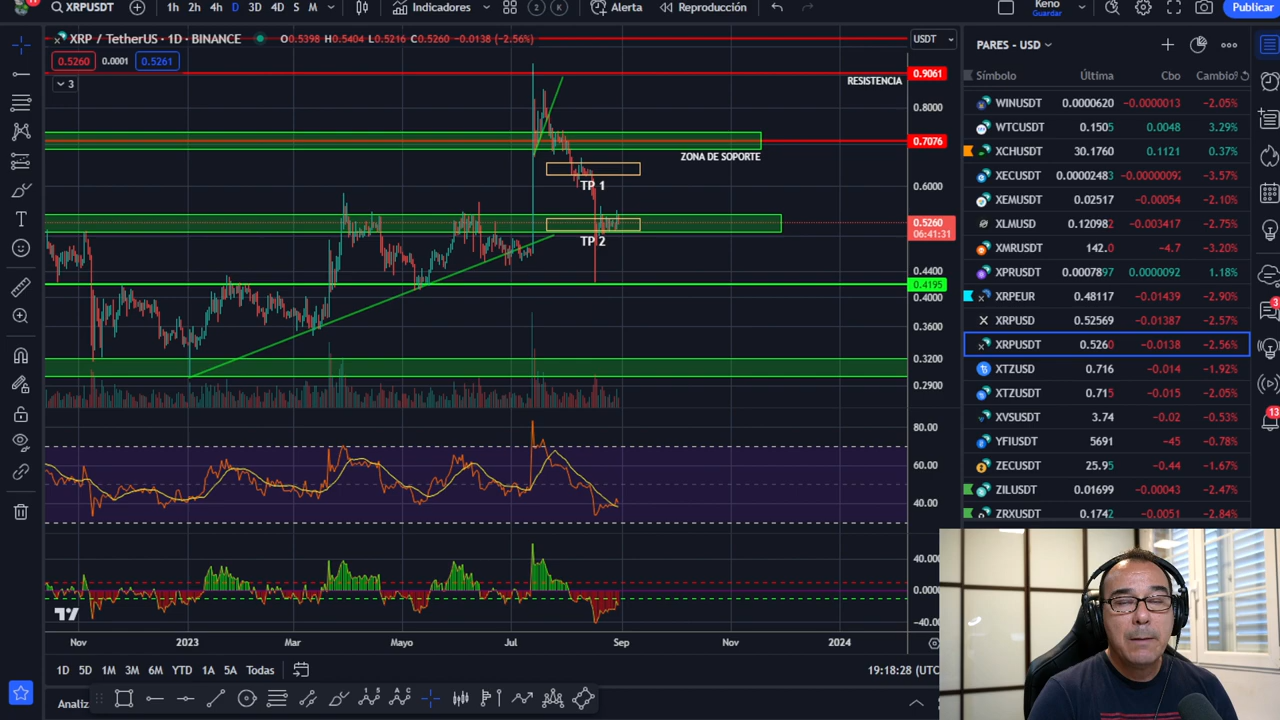 XRPUSDT 1h 2h 4h D 3D 4D S M Indicadores 2 K Alerta Reproducción Keno Guardar Publicar
XRP / TetherUS · 1D · BINANCE O0.5398 H0.5404 L0.5216 C0.5260 −0.0138 (−2.56%) USDT
0.5260 0.0001 0.5261
3
RESISTENCIA
ZONA DE SOPORTE
TP 1
TP 2
0.9061
0.8000
0.7076
0.6000
0.5260
06:41:31
0.4400
0.4195
0.4000
0.3600
0.3200
0.2900
80.00
60.00
40.00
40.000
0.0000
−40.00
Nov 2023 Mar Mayo Jul Sep Nov 2024
1D 5D 1M 3M 6M YTD 1A 5A Todas 19:18:28 (UTC
PARES - USD
Símbolo Última Cbo Cambio%
WINUSDT 0.0000620 −0.0000013 −2.05%
WTCUSDT 0.1505 0.0048 3.29%
XCHUSDT 30.1760 0.1121 0.37%
XECUSDT 0.00002483 −0.00000092 −3.57%
XEMUSDT 0.02517 −0.00054 −2.10%
XLMUSDT 0.120982 −0.003417 −2.75%
XMRUSDT 142.0 −4.7 −3.20%
XPRUSDT 0.0007897 0.0000092 1.18%
XRPEUR 0.48117 −0.01439 −2.90%
XRPUSD 0.52569 −0.01387 −2.57%
XRPUSDT 0.5260 −0.0138 −2.56%
XTZUSD 0.716 −0.014 −1.92%
XTZUSDT 0.715 −0.015 −2.05%
XVSUSDT 3.74 −0.02 −0.53%
YFIUSDT 5691 −45 −0.78%
ZECUSDT 25.95 −0.44 −1.67%
ZILUSDT 0.01699 −0.00043 −2.47%
ZRXUSDT 0.1742 −0.0051 −2.84%
3
13